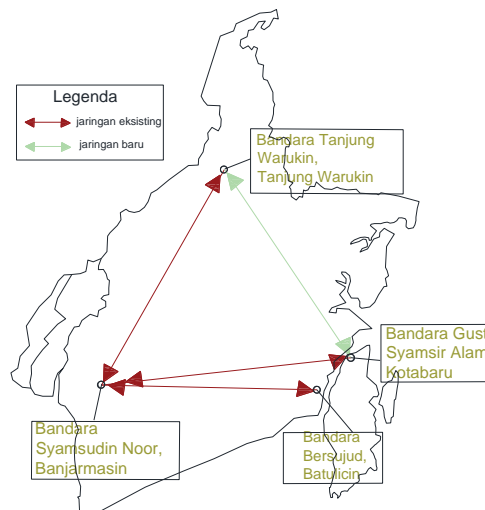 Legenda
jaringan eksisting
jaringan baru
Bandara Tanjung
Warukin,
Tanjung Warukin
Bandara Gust
Syamsir Alam
Kotabaru
Bandara
Syamsudin Noor,
Banjarmasin
Bandara
Bersujud,
Batulicin